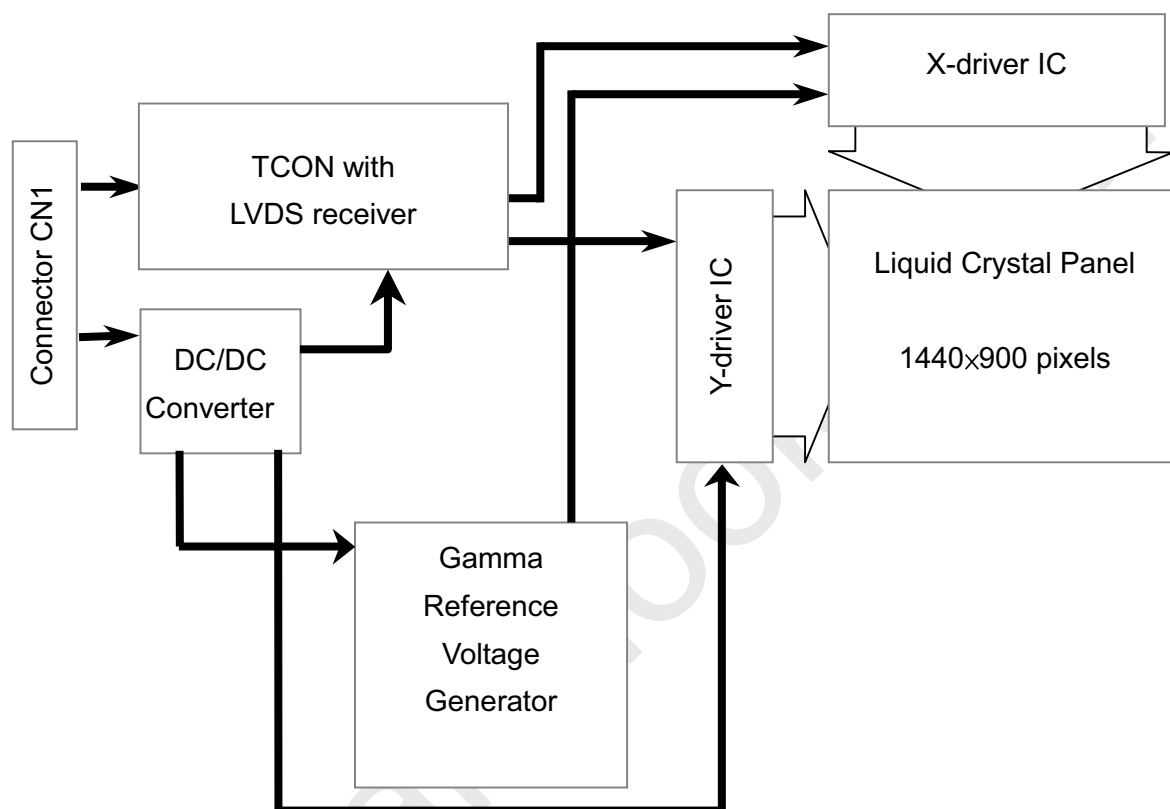 X-driver IC
TCON with
LVDS receiver
Connector CN1
Y-driver IC
Liquid Crystal Panel
1440×900 pixels
DC/DC
Converter
Gamma
Reference
Voltage
Generator